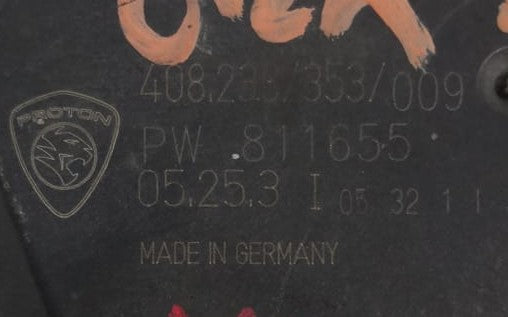 408.235/353/009
PROTON
PW 811655
05.25.3 I 05 32 1 1
MADE IN GERMANY